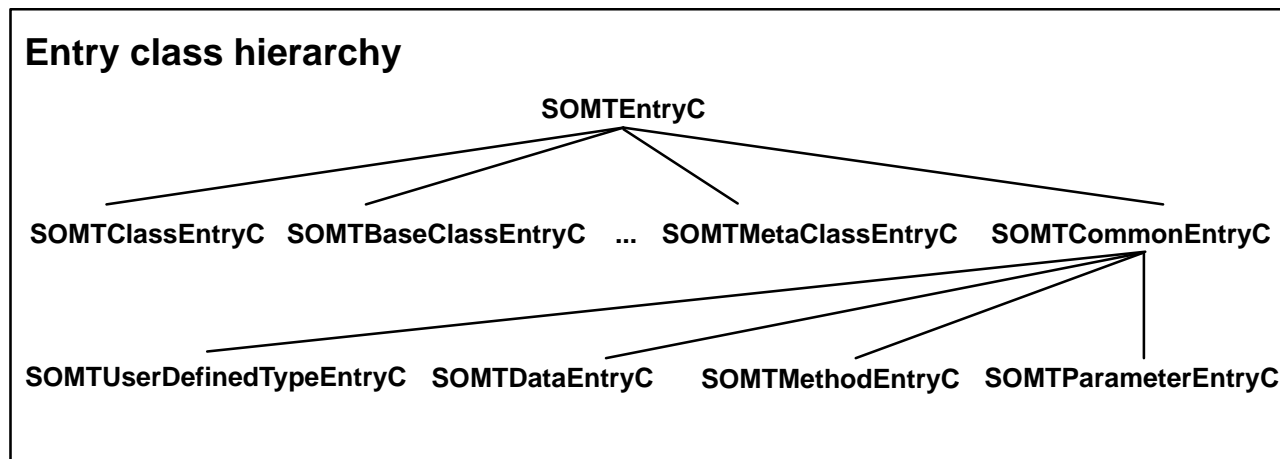 Entry class hierarchy
SOMTEntryC
SOMTClassEntryC SOMTBaseClassEntryC ... SOMTMetaClassEntryC SOMTCommonEntryC
SOMTUserDefinedTypeEntryC SOMTDataEntryC SOMTMethodEntryC SOMTParameterEntryC